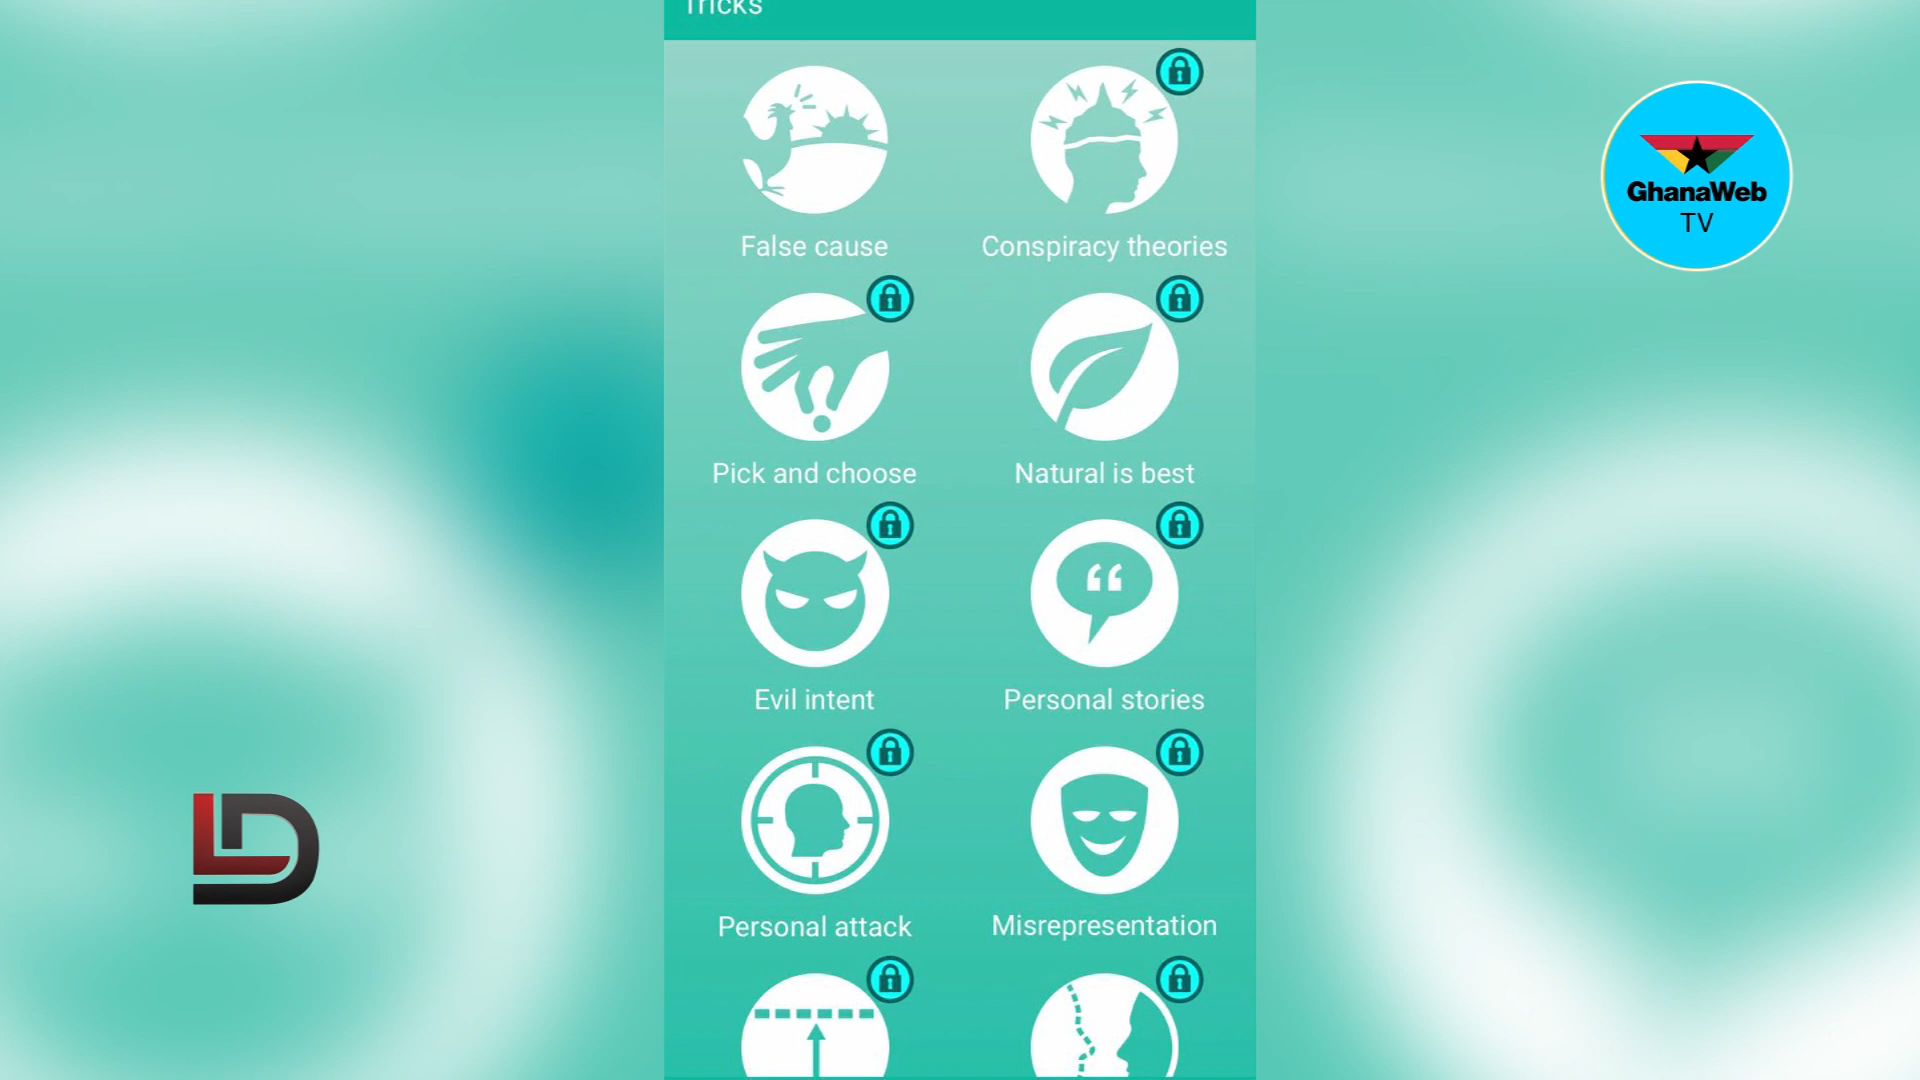 Tricks
False cause
Conspiracy theories
Pick and choose
Natural is best
Evil intent
Personal stories
Personal attack
Misrepresentation
GhanaWeb
TV
LD